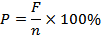 P = F/n × 100%